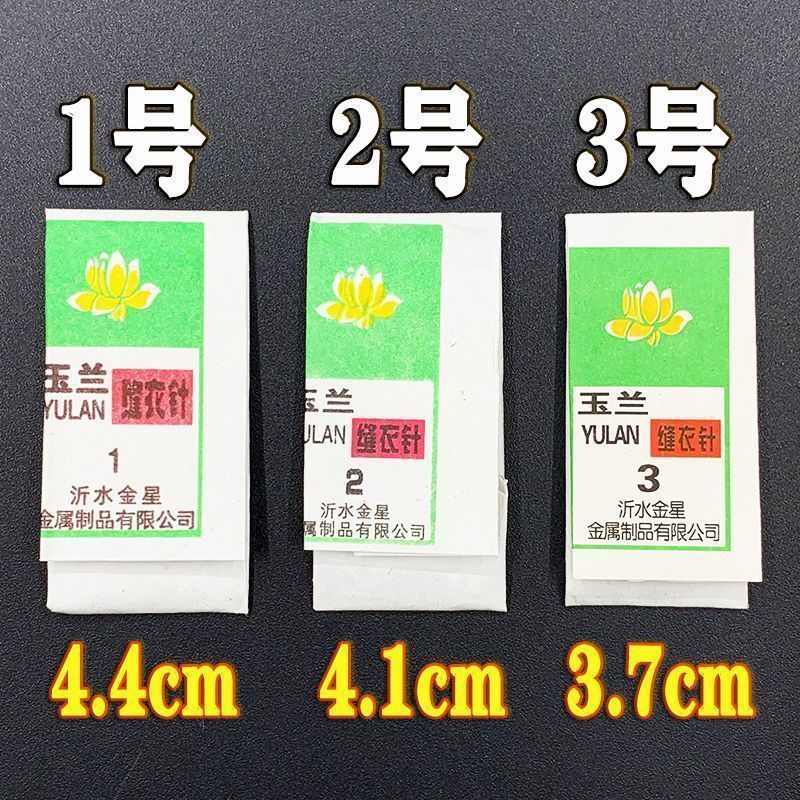 1号
2号
3号
玉兰
YULAN
缝衣针
1
沂水金星
金属制品有限公司
玉兰
YULAN
缝衣针
2
沂水金星
属制品有限公司
玉兰
YULAN
缝衣针
3
沂水金星
金属制品有限公司
4.4cm
4.1cm
3.7cm